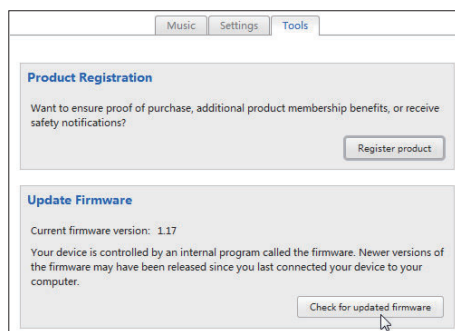 Music Settings Tools
Product Registration
Want to ensure proof of purchase, additional product membership benefits, or receive
safety notifications?
Register product
Update Firmware
Current firmware version: 1.17
Your device is controlled by an internal program called the firmware. Newer versions of
the firmware may have been released since you last connected your device to your
computer.
Check for updated firmware